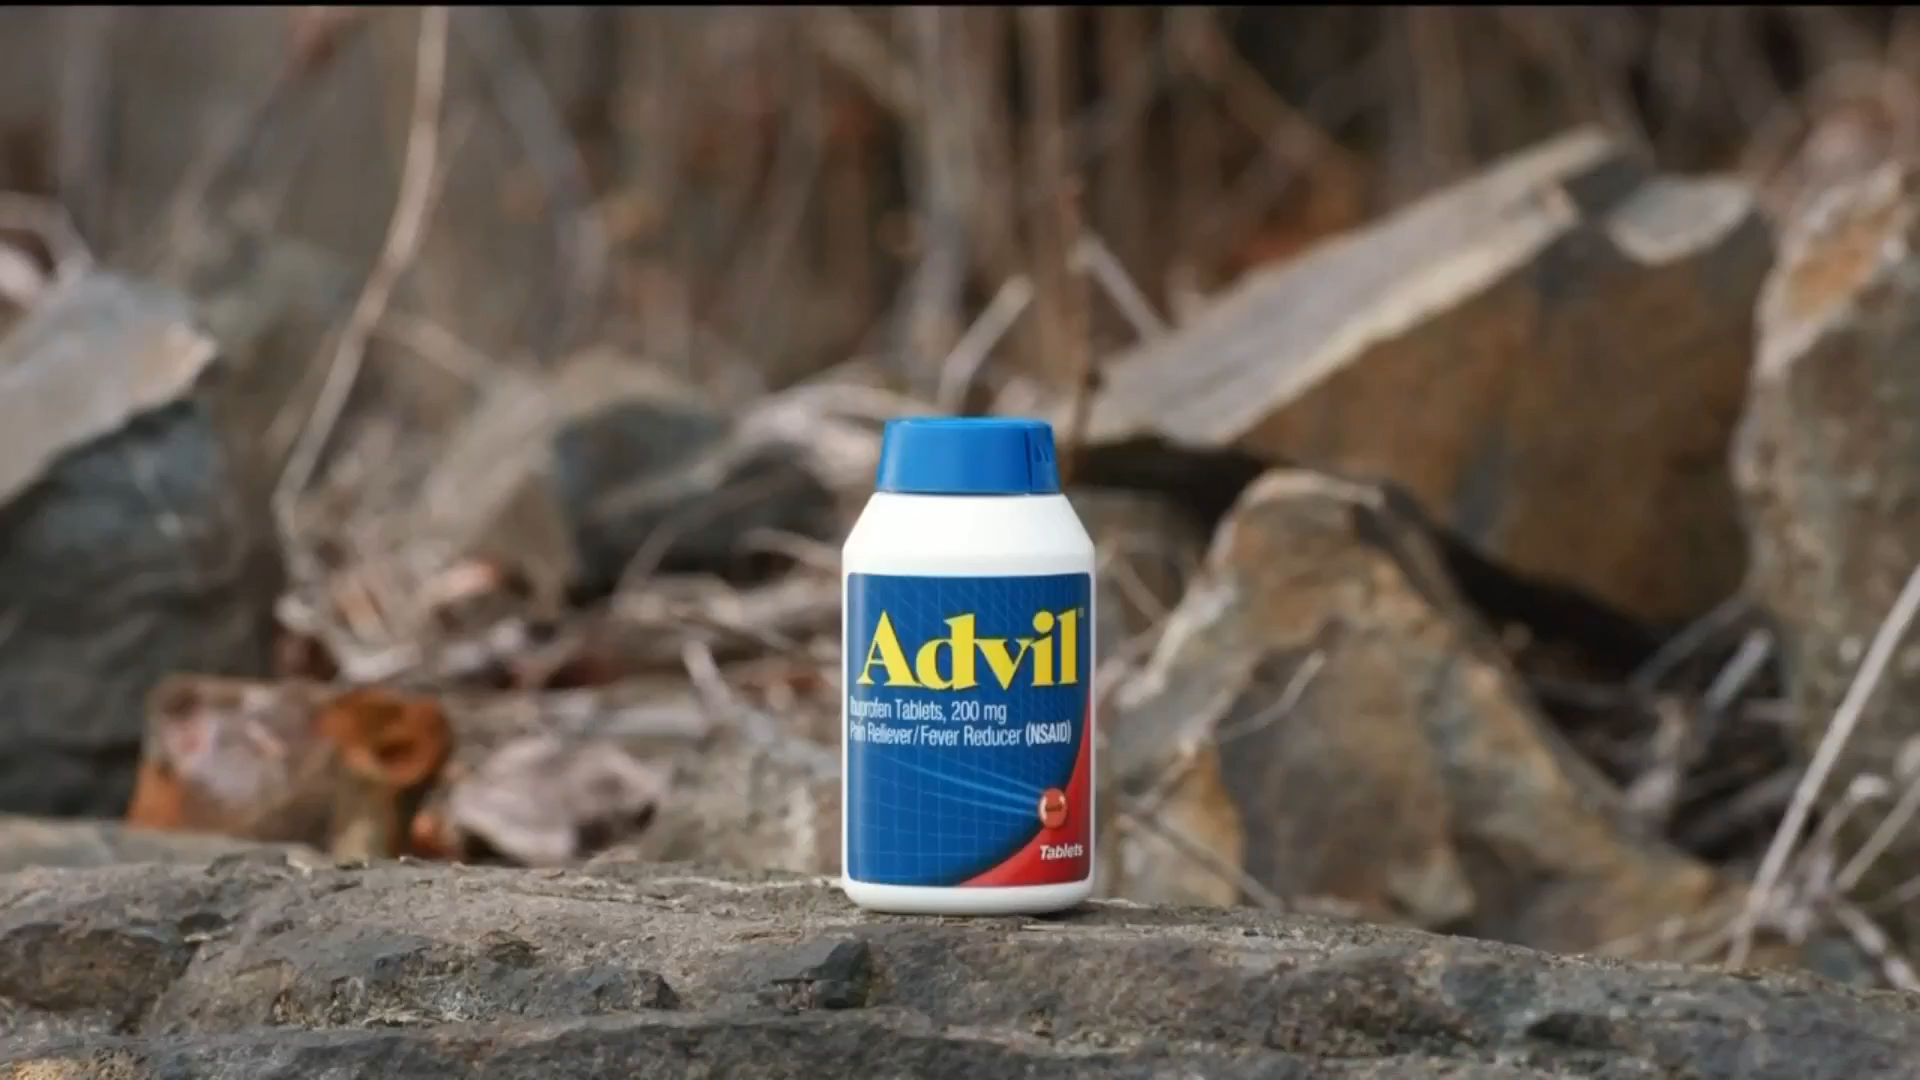 Advil
Ibuprofen Tablets, 200 mg
Pain Reliever/Fever Reducer (NSAID)
Tablets